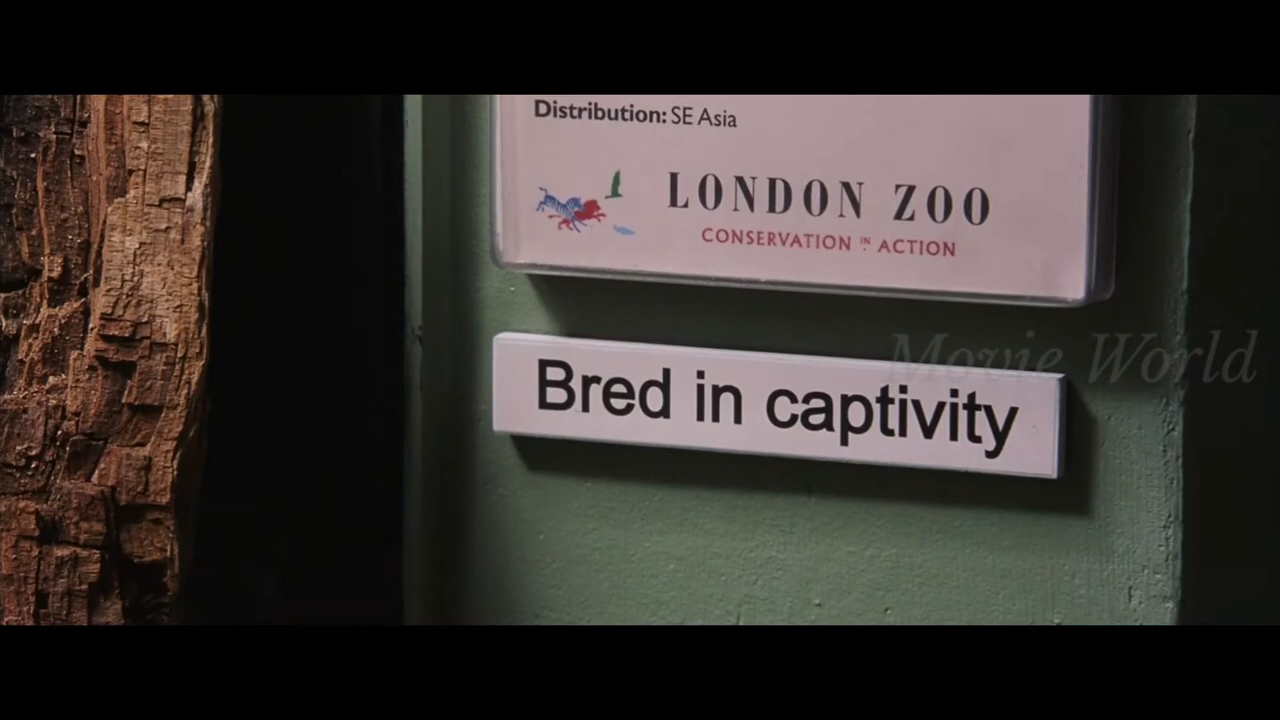 Distribution: SE Asia
LONDON ZOO
CONSERVATION IN ACTION
Movie World
Bred in captivity